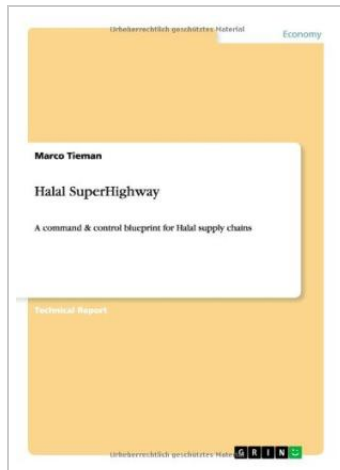 Urheberrechtlich geschütztes Material
Economy
Marco Tieman
Halal SuperHighway
A command & control blueprint for Halal supply chains
Technical Report
Urheberrechtlich geschütztes Mate
GRIN